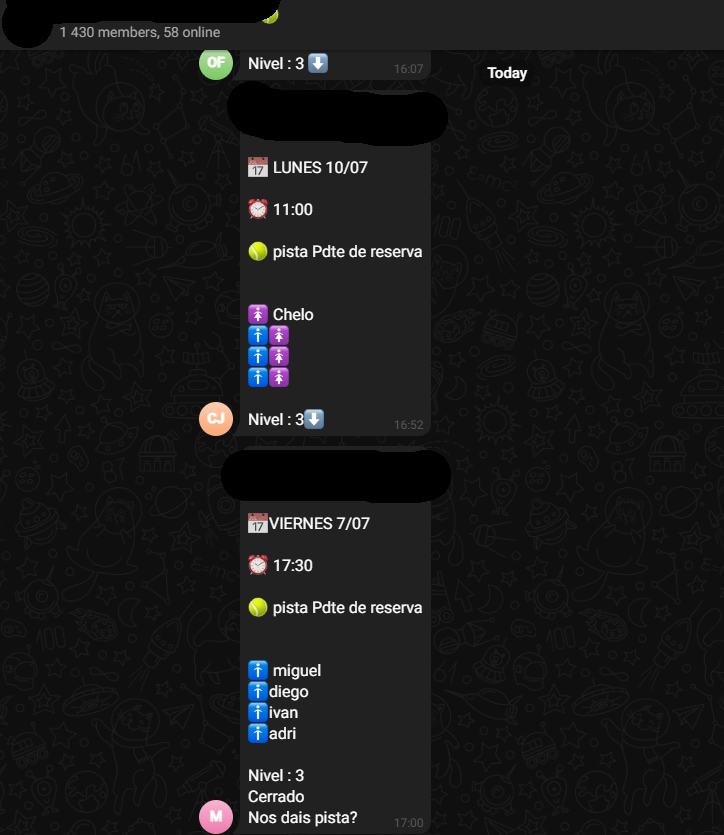 1 430 members, 58 online
OF
Nivel : 3 ⬇️
16:07
Today
📅 LUNES 10/07
⏰ 11:00
🎾 pista Pdte de reserva
🚺 Chelo
🚹🚺
🚹🚺
🚹🚺
CJ
Nivel : 3⬇️
16:52
📅VIERNES 7/07
⏰ 17:30
🎾 pista Pdte de reserva
🚹 miguel
🚹diego
🚹ivan
🚹adri
Nivel : 3
Cerrado
M
Nos dais pista?
17:00